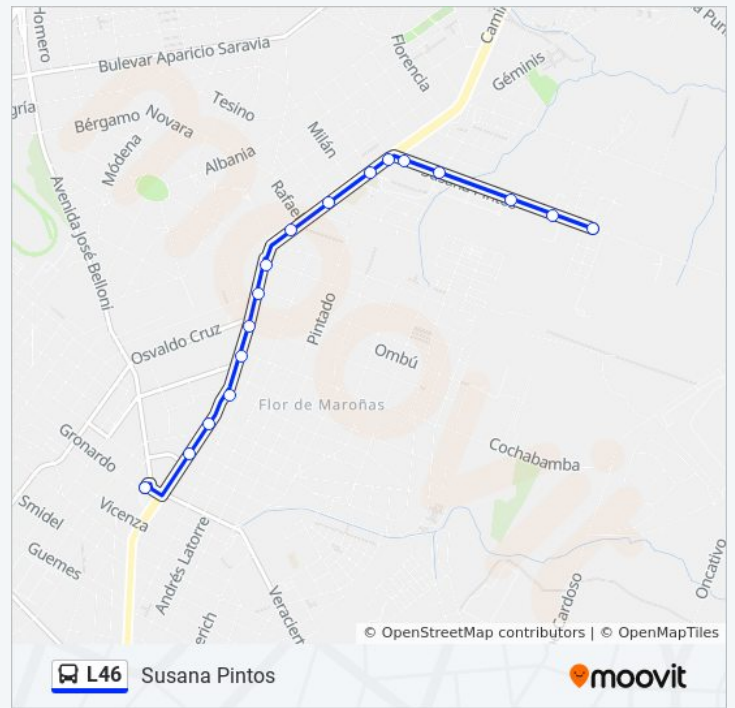 Homero
Bulevar Aparicio Saravia
Florencia
Géminis
Bérgamo
Novara
Tesino
Módena
Albania
Milán
Rafael
Avenida José Belloni
Osvaldo Cruz
Pintado
Ombú
Flor de Maroñas
Gronardo
Cochabamba
Smidel
Vicenza
Guemes
Andrés Latorre
Oncativo
moovit
© OpenStreetMap contributors | © OpenMapTiles
L46 Susana Pintos
moovit